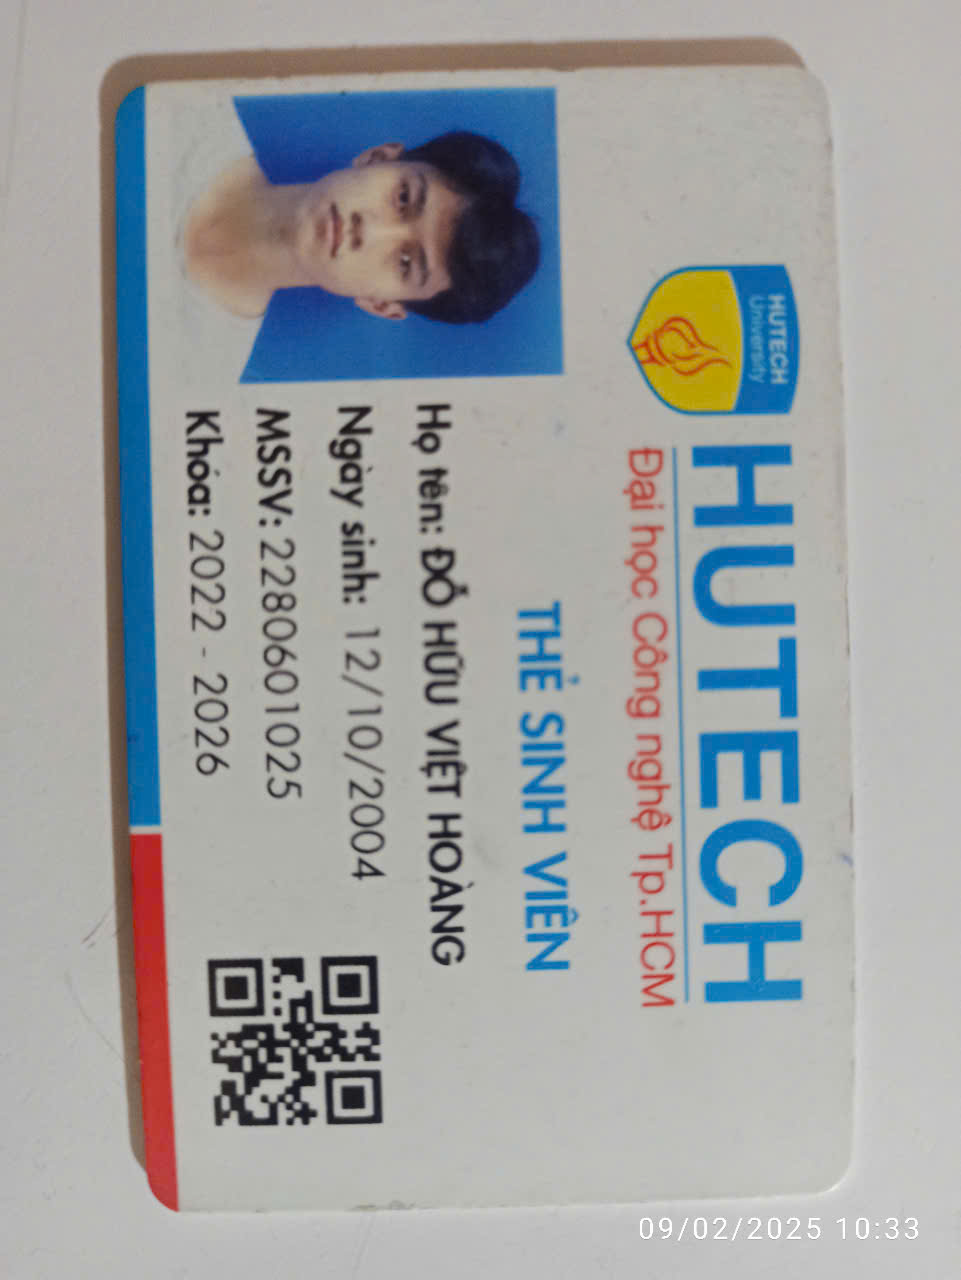 HUTECH
University
HUTECH
Đại học Công nghệ Tp.HCM
THẺ SINH VIÊN
Họ tên: ĐỖ HỮU VIỆT HOÀNG
Ngày sinh: 12/10/2004
MSSV: 2280601025
Khóa: 2022 - 2026
09/02/2025 10:33